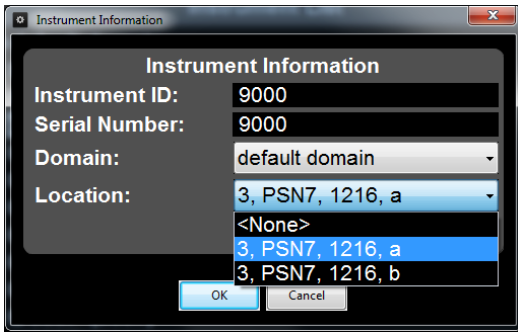 Instrument Information
Instrument Information
Instrument ID: 9000
Serial Number: 9000
Domain: default domain
Location: 3, PSN7, 1216, a
<None>
3, PSN7, 1216, a
3, PSN7, 1216, b
OK Cancel